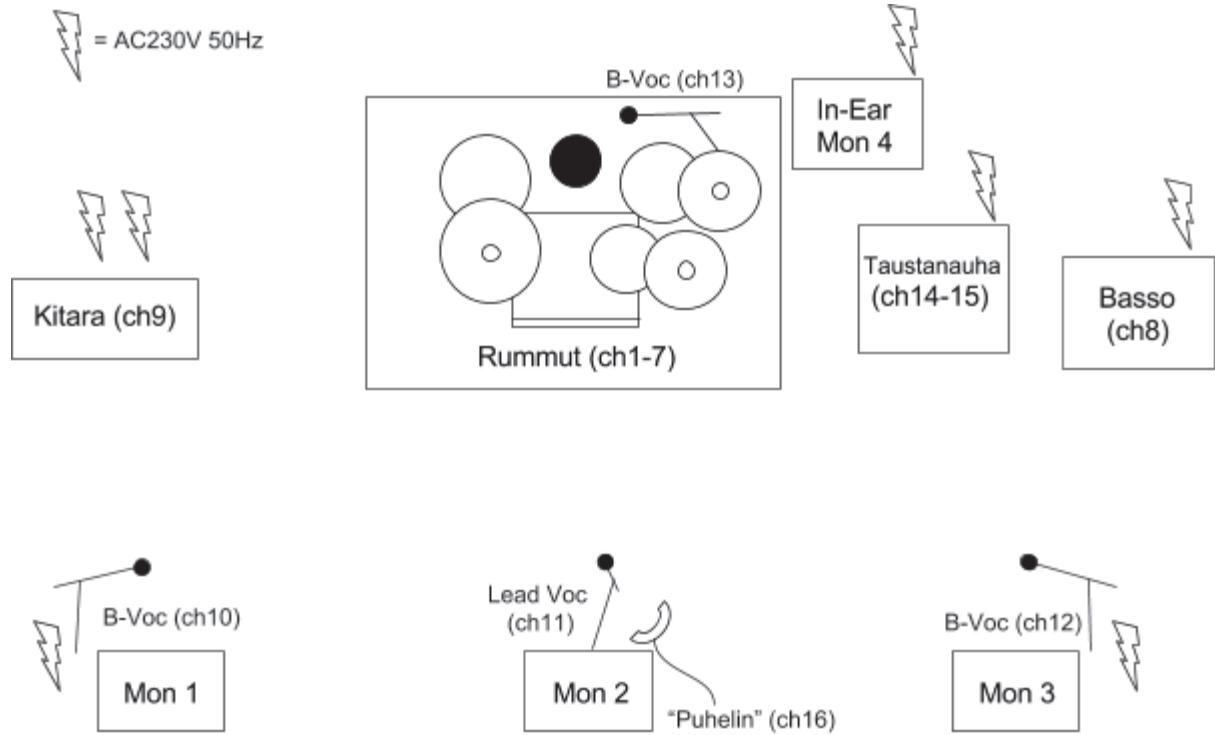 = AC230V 50Hz
B-Voc (ch13)
In-Ear
Mon 4
Kitara (ch9)
Rummut (ch1-7)
Taustanauha
(ch14-15)
Basso
(ch8)
B-Voc (ch10)
Mon 1
Lead Voc
(ch11)
Mon 2
“Puhelin” (ch16)
B-Voc (ch12)
Mon 3